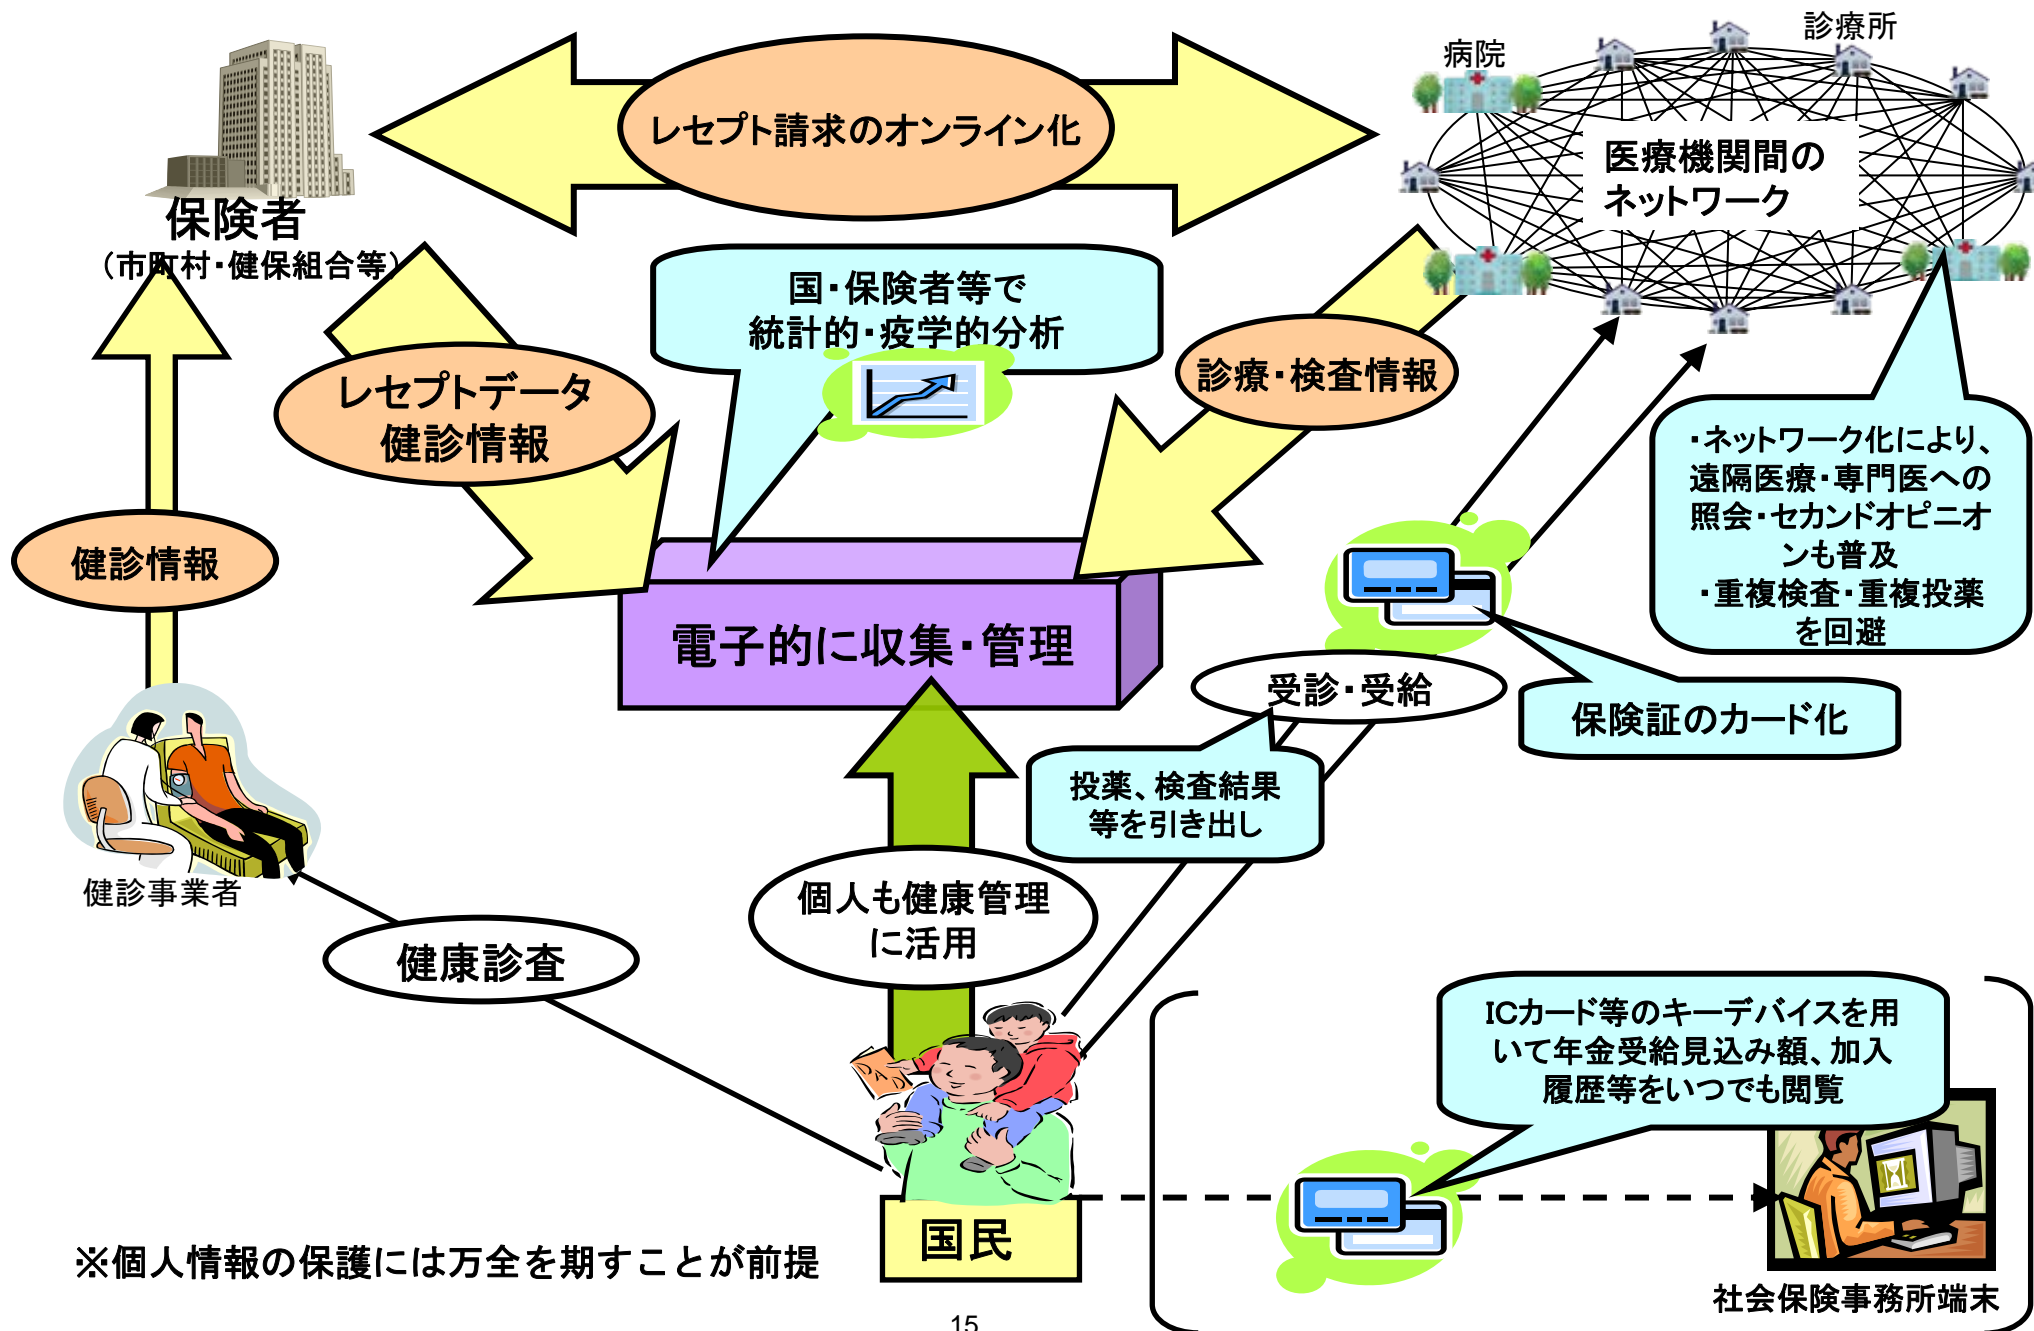 病院
診療所
レセプト請求のオンライン化
医療機関間の
ネットワーク
保険者
（市町村・健保組合等）
国・保険者等で
統計的・疫学的分析
診療・検査情報
レセプトデータ
健診情報
・ネットワーク化により、
遠隔医療・専門医への
照会・セカンドオピニオ
ンも普及
・重複検査・重複投薬
を回避
健診情報
電子的に収集・管理
受診・受給
保険証のカード化
投薬、検査結果
等を引き出し
健診事業者
個人も健康管理
に活用
健康診査
ICカード等のキーデバイスを用
いて年金受給見込み額、加入
履歴等をいつでも閲覧
DAD
国民
※個人情報の保護には万全を期すことが前提
社会保険事務所端末
15